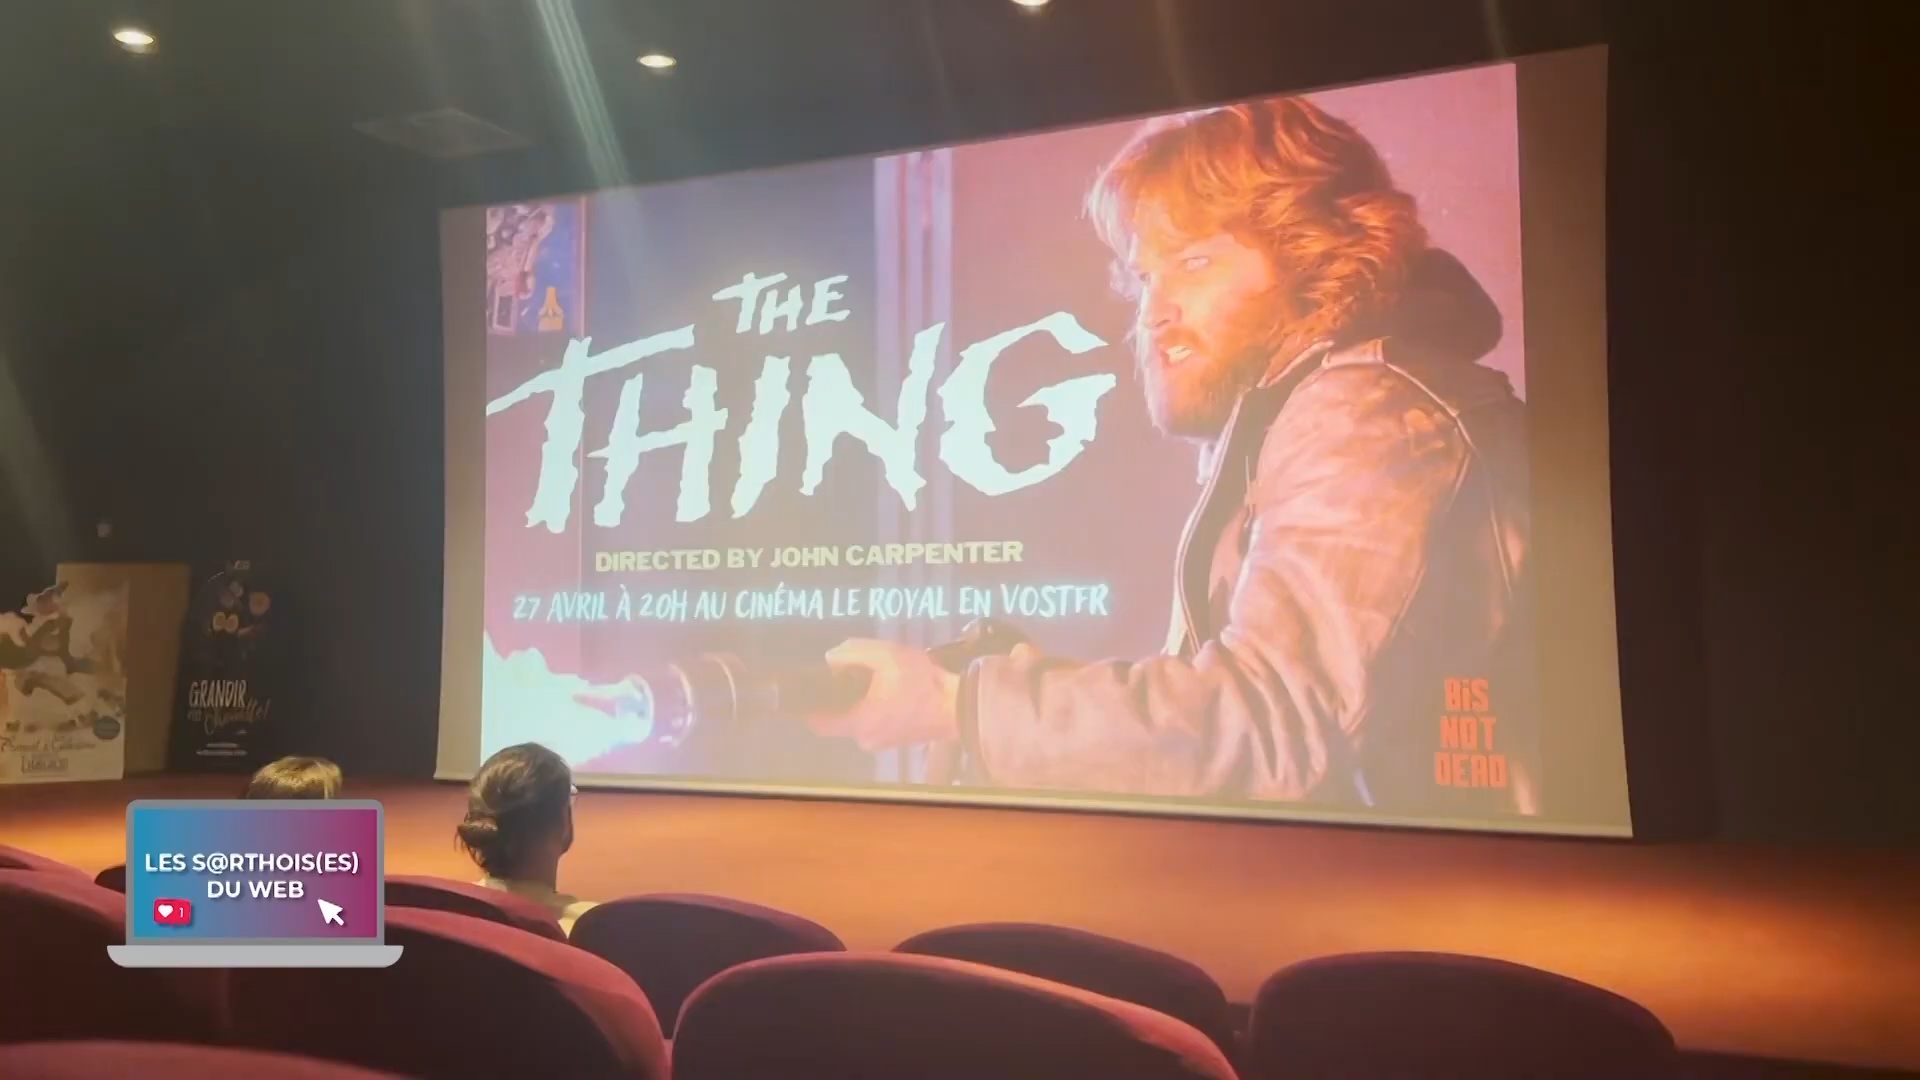 THE
THING
DIRECTED BY JOHN CARPENTER
27 AVRIL À 20H AU CINÉMA LE ROYAL EN VOSTFR
BiS
NOT
DEAD
GRANDIR
LES S@RTHOIS(ES)
DU WEB
1